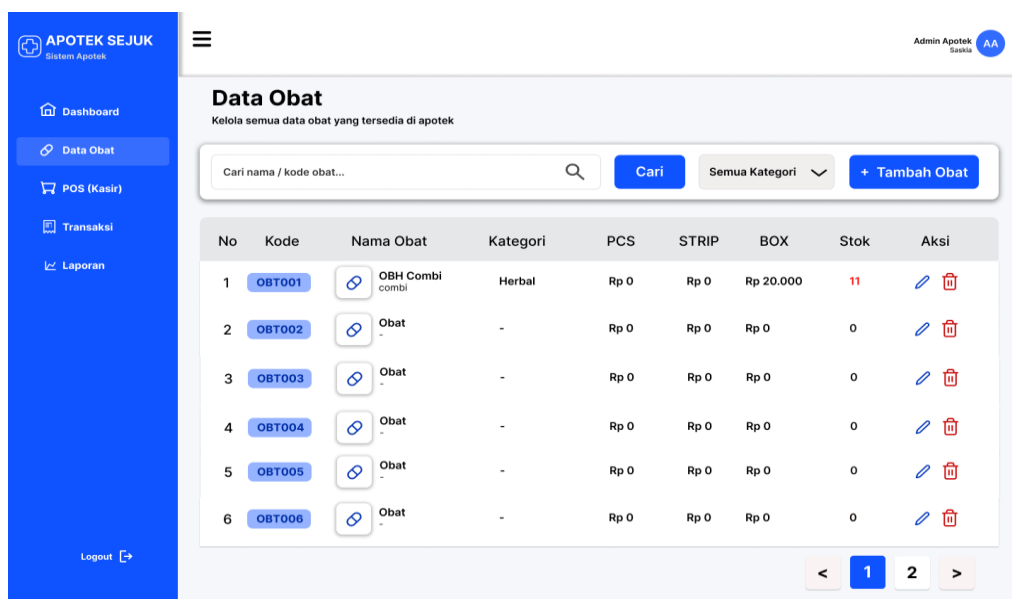 APOTEK SEJUK
Sistem Apotek
Admin Apotek
Saskia
AA
Dashboard
Data Obat
POS (Kasir)
Transaksi
Laporan
Logout
Data Obat
Kelola semua data obat yang tersedia di apotek
Cari nama / kode obat... Cari Semua Kategori + Tambah Obat
No Kode Nama Obat Kategori PCS STRIP BOX Stok Aksi
1 OBT001 OBH Combi Herbal Rp 0 Rp 0 Rp 20.000 11
combi
2 OBT002 Obat - Rp 0 Rp 0 Rp 0 0
-
3 OBT003 Obat - Rp 0 Rp 0 Rp 0 0
-
4 OBT004 Obat - Rp 0 Rp 0 Rp 0 0
-
5 OBT005 Obat - Rp 0 Rp 0 Rp 0 0
-
6 OBT006 Obat - Rp 0 Rp 0 Rp 0 0
-
< 1 2 >